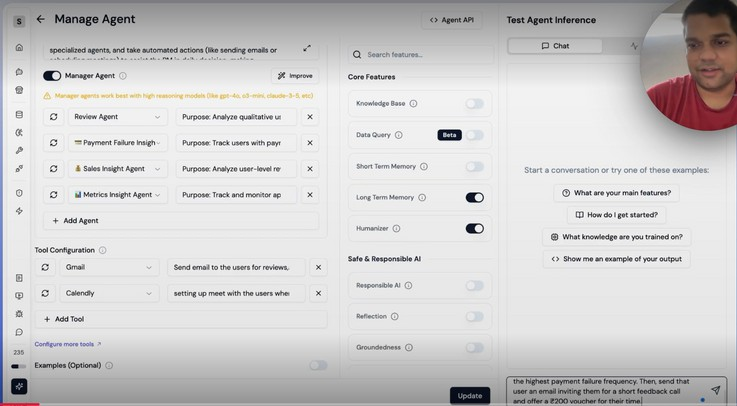 S
Manage Agent
Agent API
Test Agent Inference
specialized agents, and take automated actions (like sending emails or
Manager Agent
Improve
Manager agents work best with high reasoning models (like gpt-4o, o3-mini, claude-3-5, etc)
Review Agent
Purpose: Analyze qualitative us
Payment Failure Insigh
Purpose: Track users with payr
Sales Insight Agent
Purpose: Analyze user-level re
Metrics Insight Agent
Purpose: Track and monitor ap
Add Agent
Tool Configuration
Gmail
Send email to the users for reviews,
Calendly
setting up meet with the users when
Add Tool
Configure more tools
Examples (Optional)
235
Search features...
Core Features
Knowledge Base
Data Query
Beta
Short Term Memory
Long Term Memory
Humanizer
Safe & Responsible AI
Responsible AI
Reflection
Groundedness
Update
Chat
Start a conversation or try one of these examples:
What are your main features?
How do I get started?
What knowledge are you trained on?
Show me an example of your output
the highest payment failure frequency. Then, send that
user an email inviting them for a short feedback call
and offer a ₹200 voucher for their time.